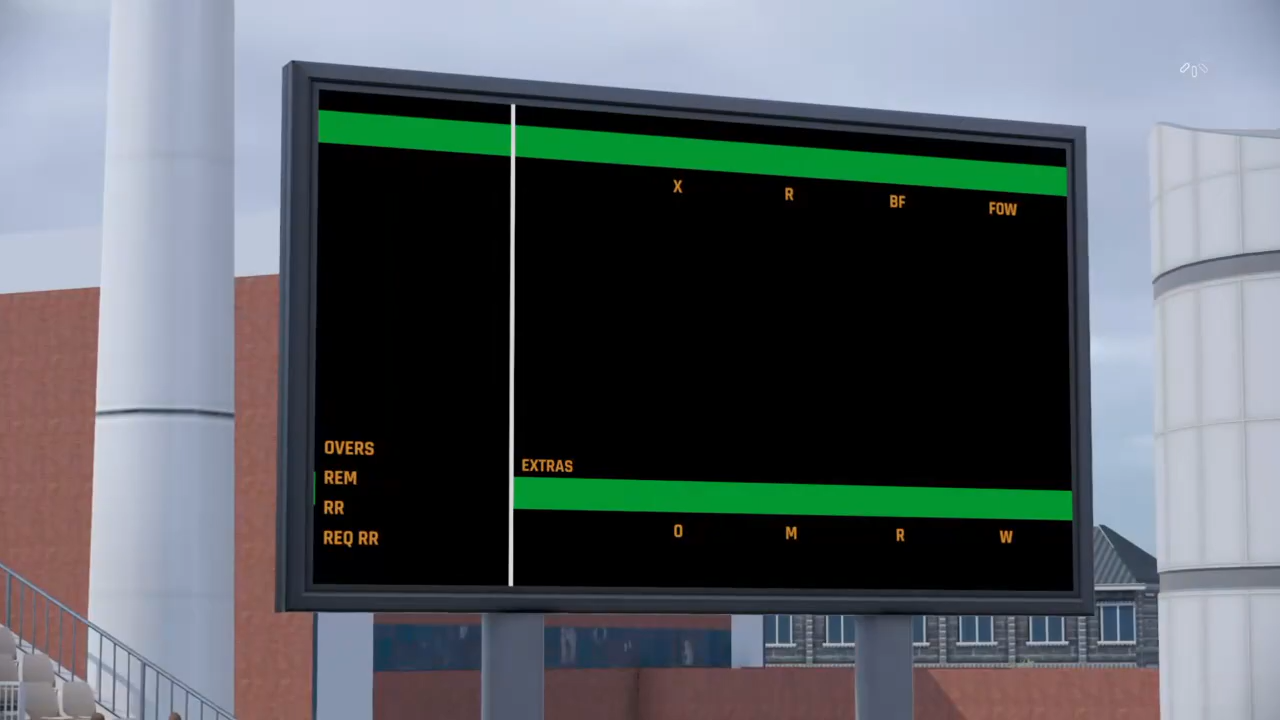 X R BF FOW
OVERS
REM
RR
REQ RR
EXTRAS
O M R W